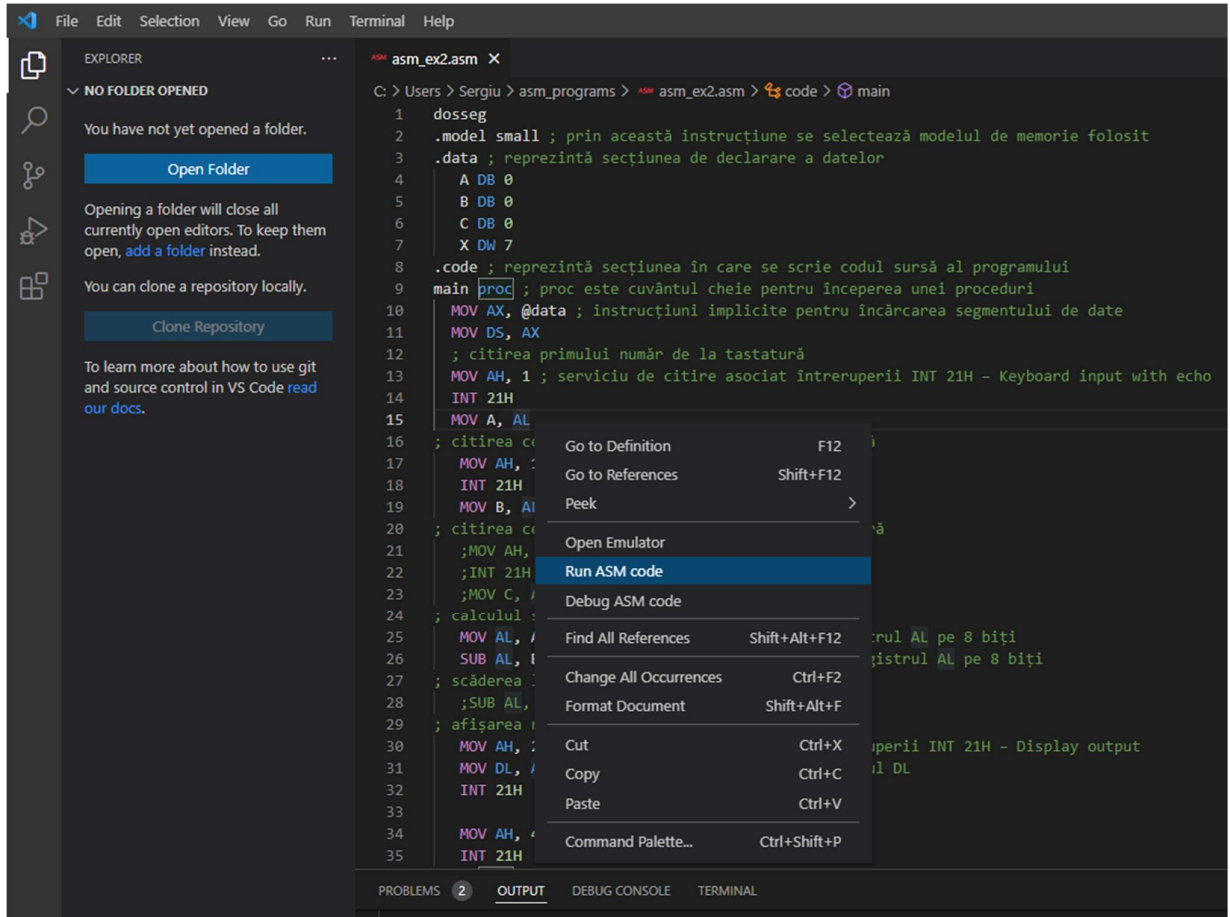 File Edit Selection View Go Run Terminal Help
EXPLORER ···
NO FOLDER OPENED
You have not yet opened a folder.
Open Folder
Opening a folder will close all
currently open editors. To keep them
open, add a folder instead.
You can clone a repository locally.
Clone Repository
To learn more about how to use git
and source control in VS Code read
our docs.
ASM asm_ex2.asm ×
C: > Users > Sergiu > asm_programs > ASM asm_ex2.asm > code > main
1 dosseg
2 .model small ; prin această instrucțiune se selectează modelul de memorie folosit
3 .data ; reprezintă secțiunea de declarare a datelor
4 A DB 0
5 B DB 0
6 C DB 0
7 X DW 7
8 .code ; reprezintă secțiunea în care se scrie codul sursă al programului
9 main proc ; proc este cuvântul cheie pentru începerea unei proceduri
10 MOV AX, @data ; instrucțiuni implicite pentru încărcarea segmentului de date
11 MOV DS, AX
12 ; citirea primului număr de la tastatură
13 MOV AH, 1 ; serviciu de citire asociat întreruperii INT 21H – Keyboard input with echo
14 INT 21H
15 MOV A, AL
16 ; citirea
17 MOV AH,
18 INT 21H
19 MOV B,
20 ; citirea
21 ;MOV AH,
22 ;INT 21H
23 ;MOV C,
24 ; calculul
25 MOV AL, AL pe 8 biți
26 SUB AL, AL pe 8 biți
27 ; scăderea
28 ;SUB AL,
29 ; afișarea
30 MOV AH, INT 21H – Display output
31 MOV DL, DL
32 INT 21H
33
34 MOV AH,
35 INT 21H
Go to Definition F12
Go to References Shift+F12
Peek >
Open Emulator
Run ASM code
Debug ASM code
Find All References Shift+Alt+F12
Change All Occurrences Ctrl+F2
Format Document Shift+Alt+F
Cut Ctrl+X
Copy Ctrl+C
Paste Ctrl+V
Command Palette... Ctrl+Shift+P
PROBLEMS 2 OUTPUT DEBUG CONSOLE TERMINAL